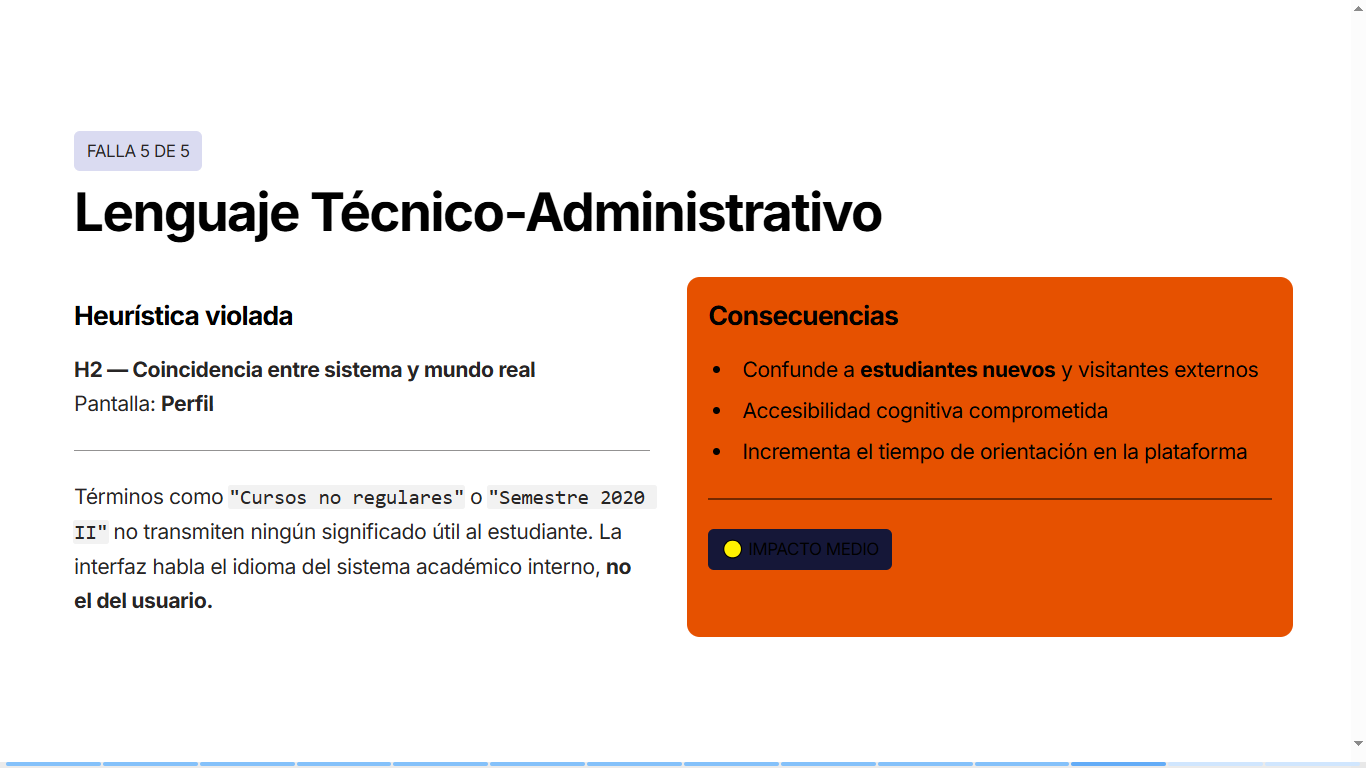 FALLA 5 DE 5
Lenguaje Técnico-Administrativo
Heurística violada
H2 — Coincidencia entre sistema y mundo real
Pantalla: Perfil
Términos como "Cursos no regulares" o "Semestre 2020
II" no transmiten ningún significado útil al estudiante. La
interfaz habla el idioma del sistema académico interno, no
el del usuario.
Consecuencias
• Confunde a estudiantes nuevos y visitantes externos
• Accesibilidad cognitiva comprometida
• Incrementa el tiempo de orientación en la plataforma
IMPACTO MEDIO